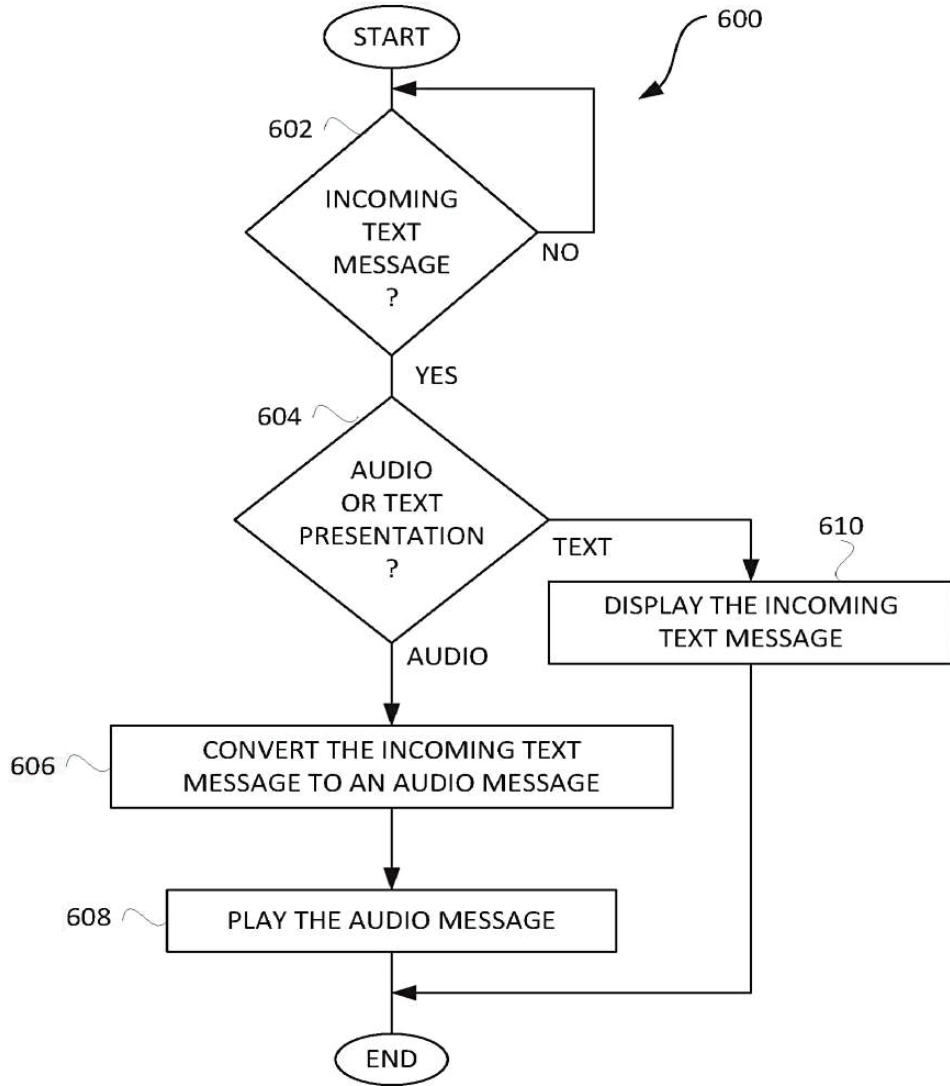 START
600
602
INCOMING
TEXT
MESSAGE
?
NO
YES
604
AUDIO
OR TEXT
PRESENTATION
?
TEXT
610
DISPLAY THE INCOMING
TEXT MESSAGE
AUDIO
606
CONVERT THE INCOMING TEXT
MESSAGE TO AN AUDIO MESSAGE
608
PLAY THE AUDIO MESSAGE
END